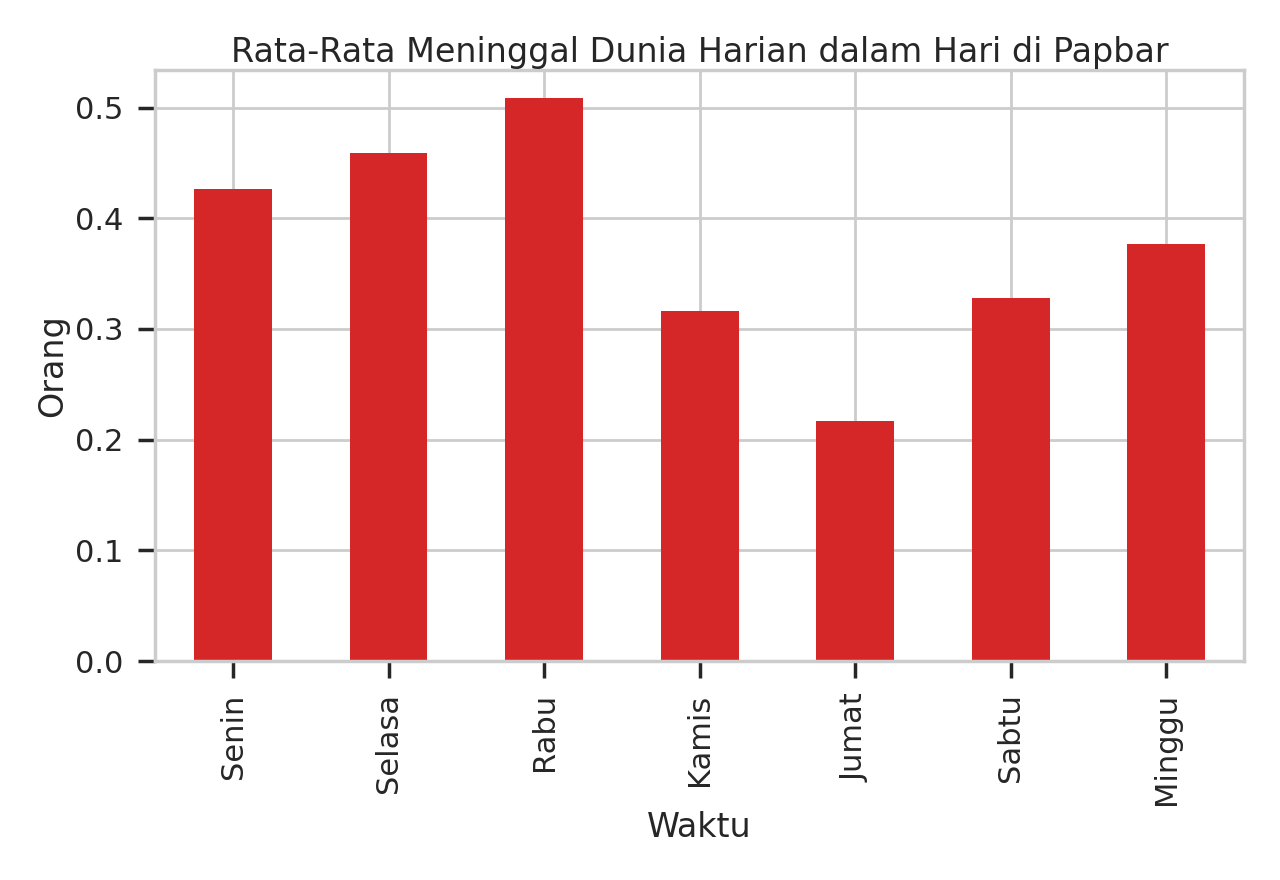 Rata-Rata Meninggal Dunia Harian dalam Hari di Papbar
0.5
0.4
0.3
0.2
0.1
0.0
Orang
Senin
Selasa
Rabu
Kamis
Jumat
Sabtu
Minggu
Waktu